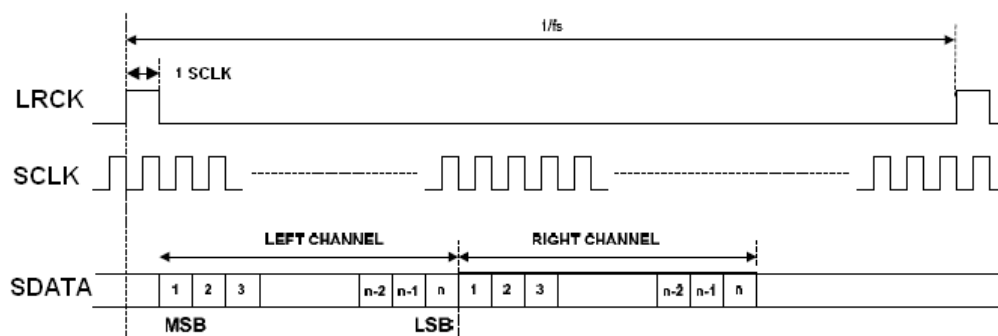 1/fs
1 SCLK
LRCK
SCLK
LEFT CHANNEL RIGHT CHANNEL
SDATA 1 2 3 n-2 n-1 n 1 2 3 n-2 n-1 n
MSB LSB